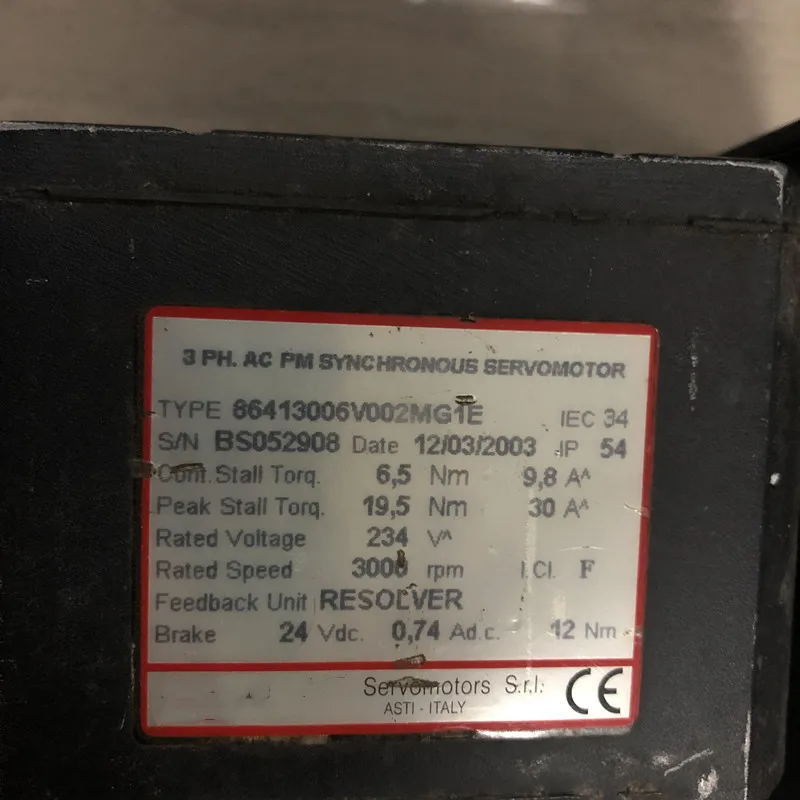 3 PH. AC PM SYNCHRONOUS SERVOMOTOR
TYPE 86413006V002MG1E IEC 34
S/N BS052908 Date 12/03/2003 IP 54
Cont. Stall Torq. 6,5 Nm 9,8 A^
Peak Stall Torq. 19,5 Nm 30 A^
Rated Voltage 234 V^
Rated Speed 3000 rpm I.Cl. F
Feedback Unit RESOLVER
Brake 24 Vdc. 0,74 Ad.c. 12 Nm
Servomotors S.r.l.
ASTI - ITALY
CE